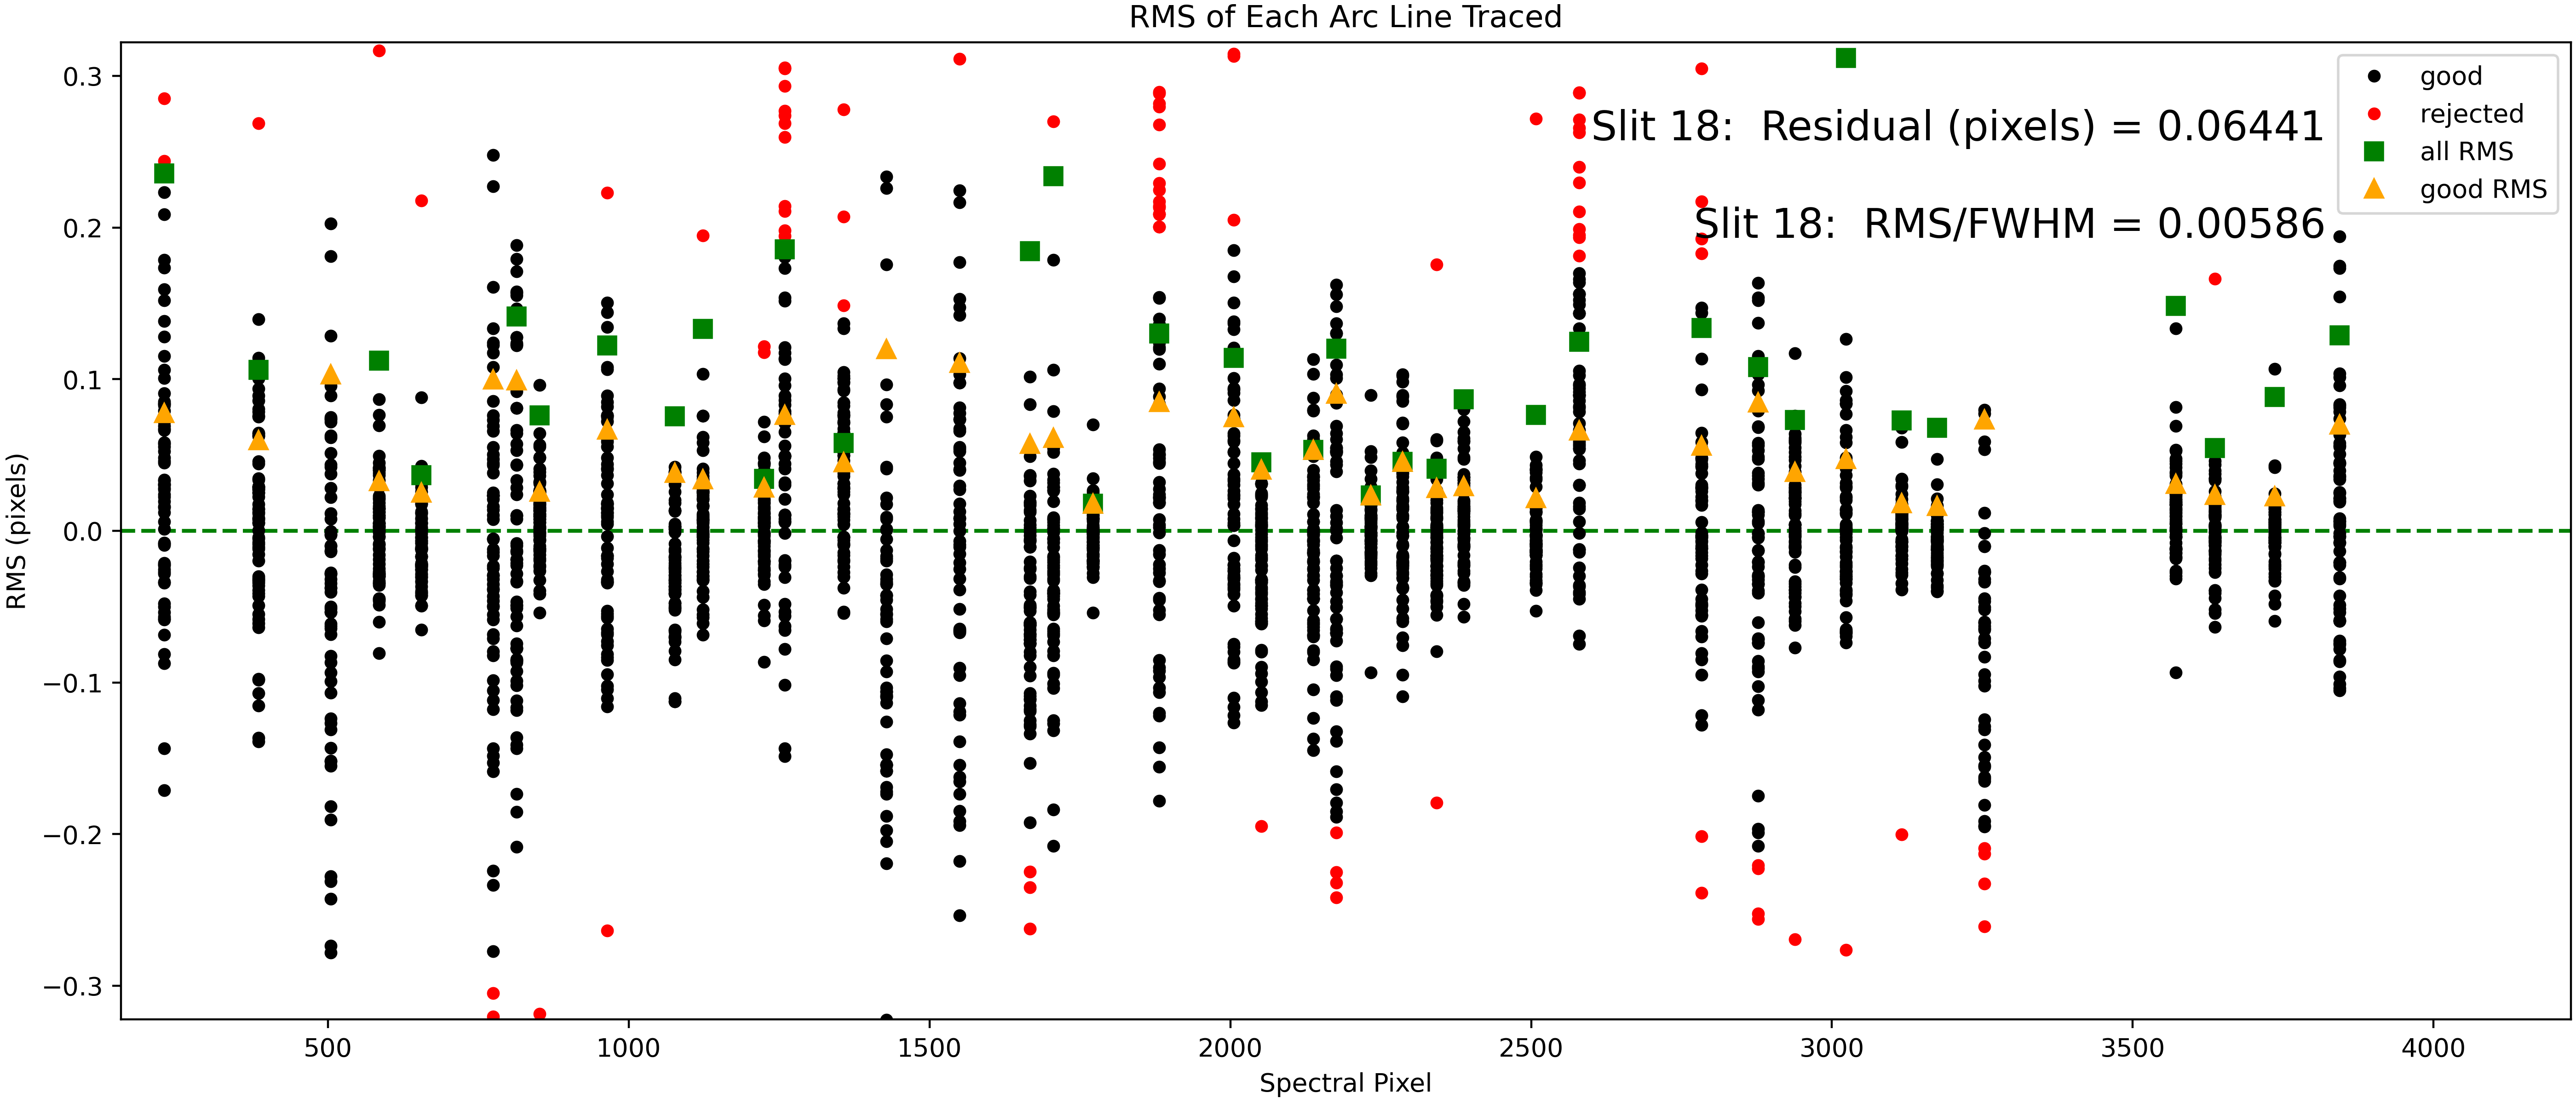 RMS of Each Arc Line Traced
0.3
0.2
0.1
0.0
−0.1
−0.2
−0.3
RMS (pixels)
good
rejected
all RMS
good RMS
Slit 18:  Residual (pixels) = 0.06441
Slit 18:  RMS/FWHM = 0.00586
500
1000
1500
2000
2500
3000
3500
4000
Spectral Pixel